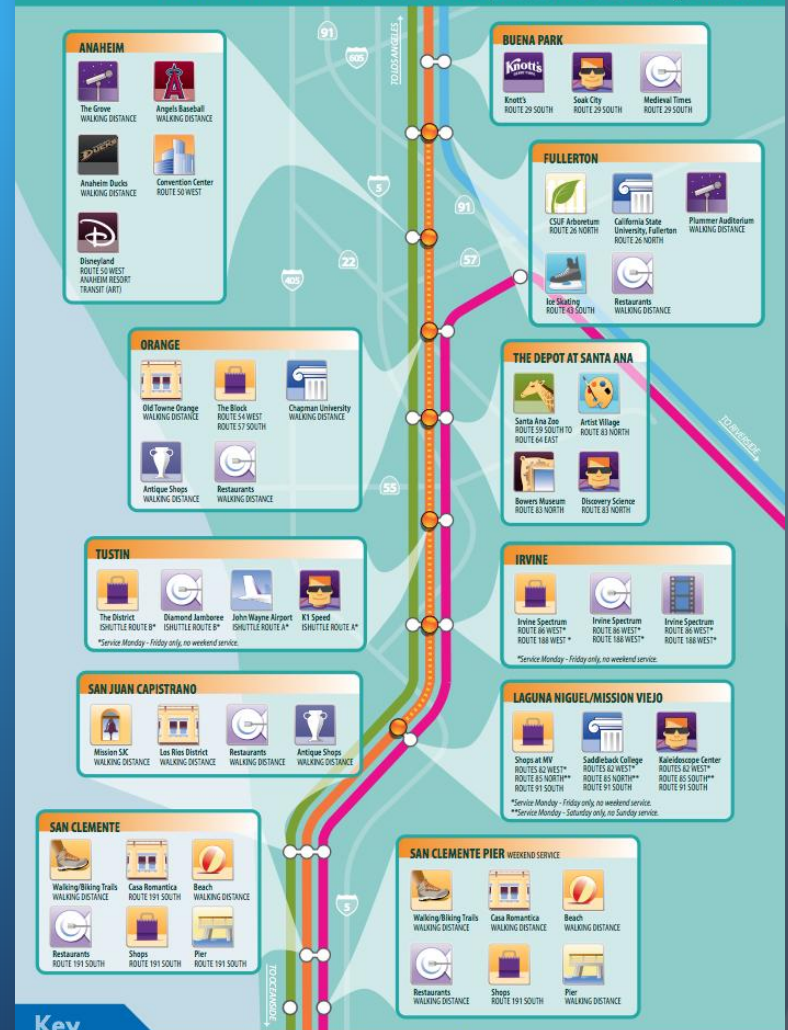 TO LOS ANGELES
91
605
5
91
22
57
405
55
5
TO RIVERSIDE
TO OCEANSIDE
ANAHEIM
The Grove
WALKING DISTANCE
Angels Baseball
WALKING DISTANCE
DUCKS
Anaheim Ducks
WALKING DISTANCE
Convention Center
ROUTE 50 WEST
Disneyland
ROUTE 50 WEST
ANAHEIM RESORT
TRANSIT (ART)
BUENA PARK
Knott's
Knott's
ROUTE 29 SOUTH
Soak City
ROUTE 29 SOUTH
Medieval Times
ROUTE 29 SOUTH
FULLERTON
CSUF Arboretum
ROUTE 26 NORTH
California State
University, Fullerton
ROUTE 26 NORTH
Plummer Auditorium
WALKING DISTANCE
Ice Skating
ROUTE 43 SOUTH
Restaurants
WALKING DISTANCE
ORANGE
Old Towne Orange
WALKING DISTANCE
The Block
ROUTE 54 WEST
ROUTE 57 SOUTH
Chapman University
WALKING DISTANCE
Antique Shops
WALKING DISTANCE
Restaurants
WALKING DISTANCE
THE DEPOT AT SANTA ANA
Santa Ana Zoo
ROUTE 59 SOUTH TO
ROUTE 64 EAST
Artist Village
ROUTE 83 NORTH
Bowers Museum
ROUTE 83 NORTH
Discovery Science
ROUTE 83 NORTH
TUSTIN
The District
ISHUTTLE ROUTE B*
Diamond Jamboree
ISHUTTLE ROUTE B*
John Wayne Airport
ISHUTTLE ROUTE A*
K1 Speed
ISHUTTLE ROUTE A*
*Service Monday - Friday only, no weekend service.
IRVINE
Irvine Spectrum
ROUTE 86 WEST*
ROUTE 188 WEST *
Irvine Spectrum
ROUTE 86 WEST*
ROUTE 188 WEST*
Irvine Spectrum
ROUTE 86 WEST*
ROUTE 188 WEST*
*Service Monday - Friday only, no weekend service.
SAN JUAN CAPISTRANO
Mission SJC
WALKING DISTANCE
Los Rios District
WALKING DISTANCE
Restaurants
WALKING DISTANCE
Antique Shops
WALKING DISTANCE
LAGUNA NIGUEL/MISSION VIEJO
Shops at MV
ROUTES 82 WEST*
ROUTE 85 NORTH**
ROUTE 91 SOUTH
Saddleback College
ROUTES 82 WEST*
ROUTE 85 NORTH**
ROUTE 91 SOUTH
Kaleidoscope Center
ROUTES 82 WEST*
ROUTE 85 SOUTH**
ROUTE 91 SOUTH
*Service Monday - Friday only, no weekend service.
**Service Monday - Saturday only, no Sunday service.
SAN CLEMENTE
Walking/Biking Trails
WALKING DISTANCE
Casa Romantica
ROUTE 191 SOUTH
Beach
WALKING DISTANCE
Restaurants
ROUTE 191 SOUTH
Shops
ROUTE 191 SOUTH
Pier
ROUTE 191 SOUTH
SAN CLEMENTE PIER WEEKEND SERVICE
Walking/Biking Trails
WALKING DISTANCE
Casa Romantica
WALKING DISTANCE
Beach
WALKING DISTANCE
Restaurants
WALKING DISTANCE
Shops
ROUTE 191 SOUTH
Pier
WALKING DISTANCE
Key